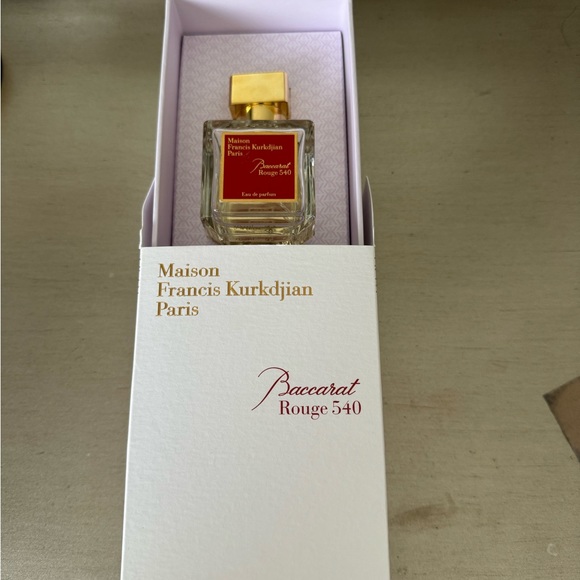 Maison
Francis Kurkdjian
Paris
Baccarat
Rouge 540
Eau de parfum
Maison
Francis Kurkdjian
Paris
Baccarat
Rouge 540